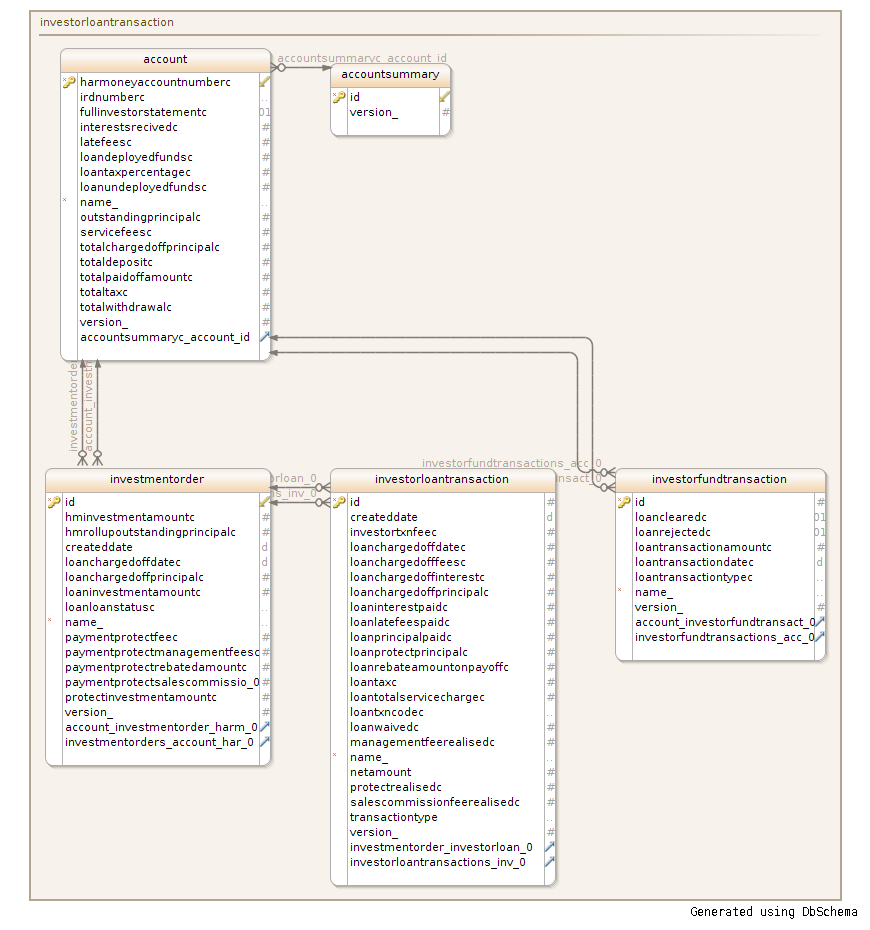 investorloantransaction
account
harmoneyaccountnumberc
irdnumberc
fullinvestorstatementc
interestsrecivedc
latefeesc
loandeployedfundsc
loantaxpercentagec
loanundeployedfundsc
name_
outstandingprincipalc
servicefeesc
totalchargedoffprincipalc
totaldepositc
totalpaidoffamountc
totaltaxc
totalwithdrawalc
version_
accountsummaryc_account_id
accountsummaryc_account_id
accountsummary
id
version_
investmentorder
account_investm
investorfundtransactions_acc_0
nsact_0
orloan_0
s_inv_0
investmentorder
id
hminvestmentamountc
hmrollupoutstandingprincipalc
createddate
loanchargedoffdatec
loanchargedoffprincipalc
loaninvestmentamountc
loanloanstatusc
name_
paymentprotectfeec
paymentprotectmanagementfeesc
paymentprotectrebatedamountc
paymentprotectsalescommissio_0
protectinvestmentamountc
version_
account_investmentorder_harm_0
investmentorders_account_har_0
investorloantransaction
id
createddate
investortxnfeec
loanchargedoffdatec
loanchargedofffeesc
loanchargedoffinterestc
loanchargedoffprincipalc
loaninterestpaidc
loanlatefeespaidc
loanprincipalpaidc
loanprotectprincipalc
loanrebateamountonpayoffc
loantaxc
loantotalservicechargec
loantxncodec
loanwaivedc
managementfeerealisedc
name_
netamount
protectrealisedc
salescommissionfeerealisedc
transactiontype
version_
investmentorder_investorloan_0
investorloantransactions_inv_0
investorfundtransaction
id
loanclearedc
loanrejectedc
loantransactionamountc
loantransactiondatec
loantransactiontypec
name_
version_
account_investorfundtransact_0
investorfundtransactions_acc_0
Generated using DbSchema